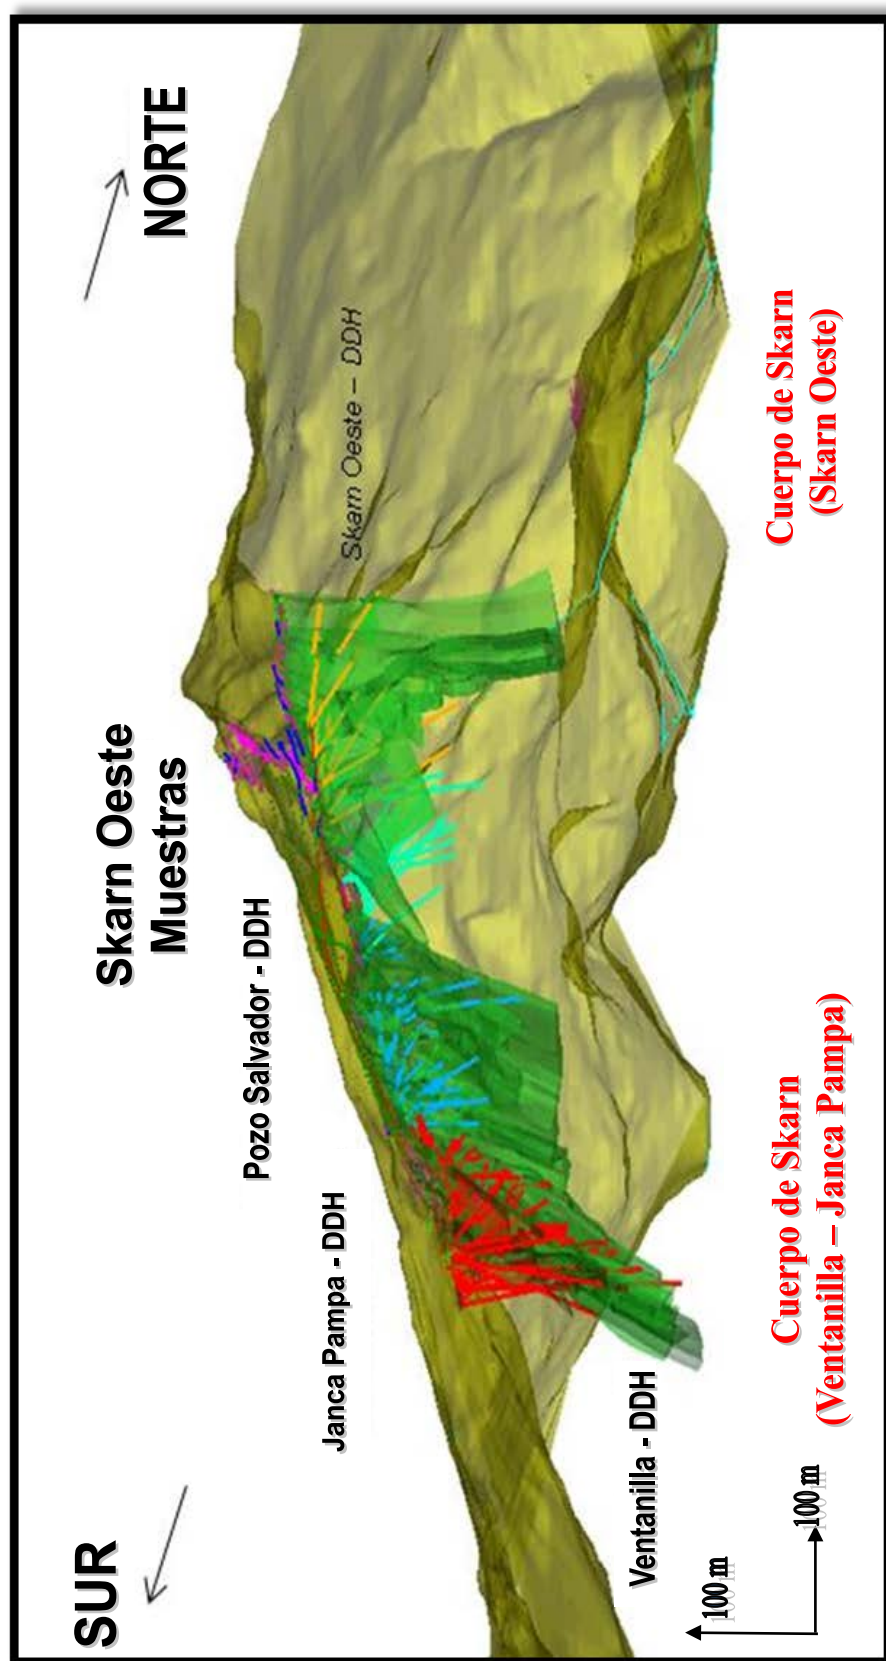 SUR
NORTE
Skarn Oeste
Muestras
Pozo Salvador - DDH
Janca Pampa - DDH
Skarn Oeste – DDH
Ventanilla - DDH
100 m
100 m
Cuerpo de Skarn
(Ventanilla – Janca Pampa)
Cuerpo de Skarn
(Skarn Oeste)